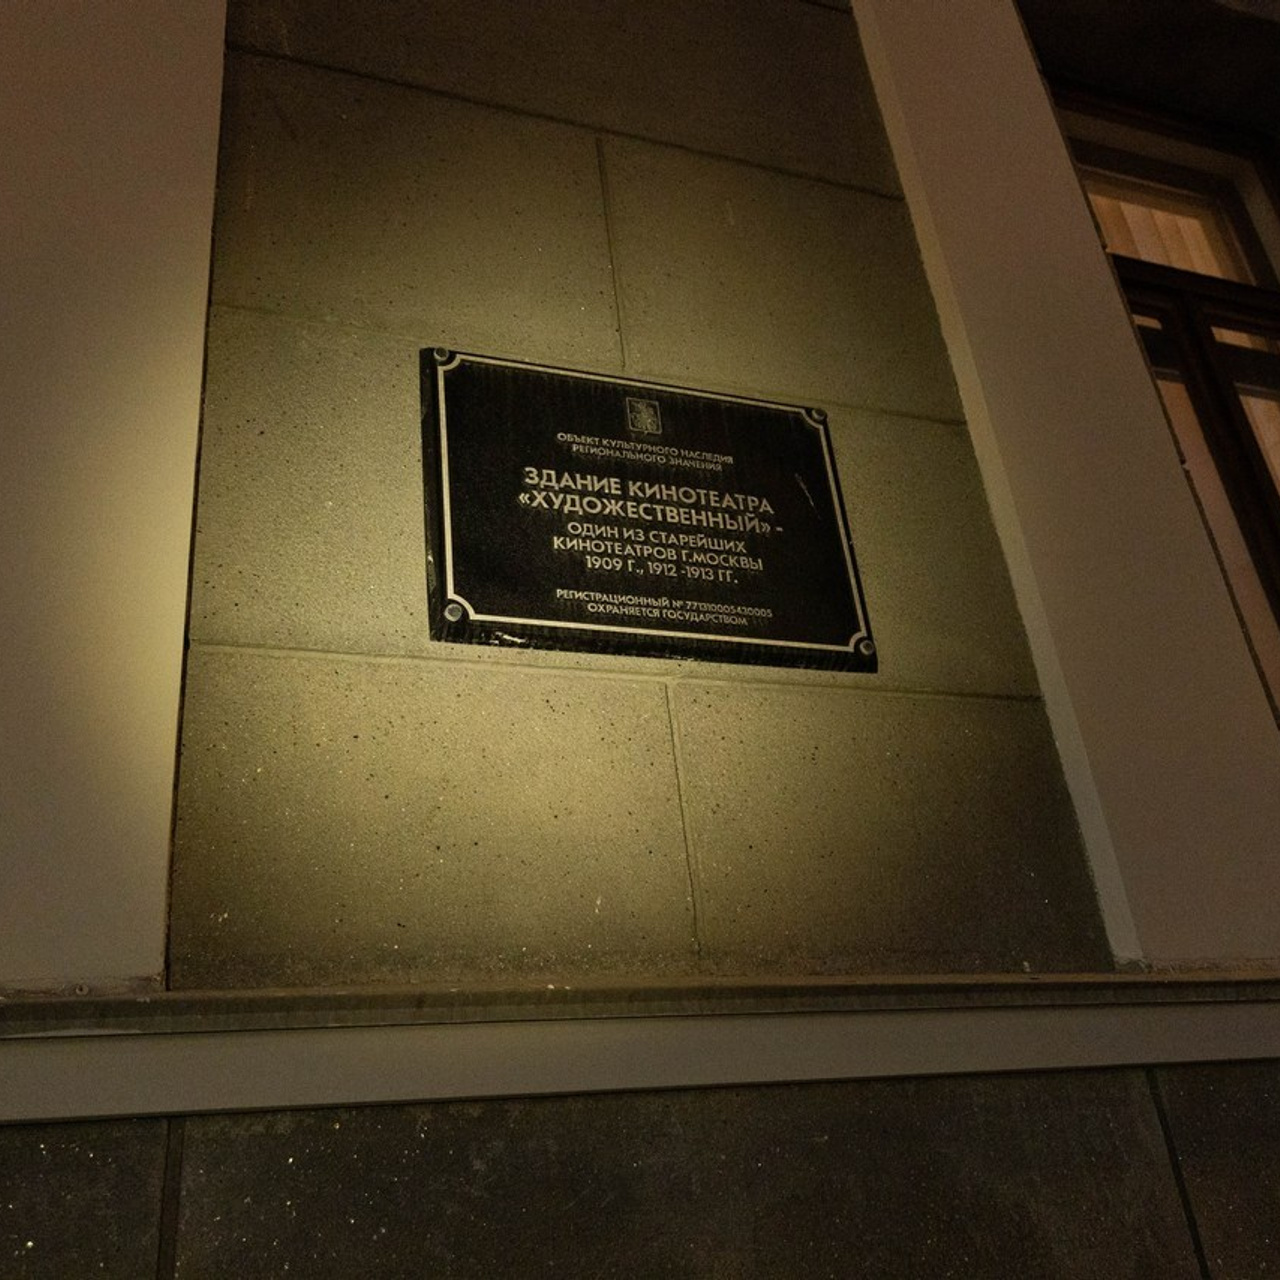 ОБЪЕКТ КУЛЬТУРНОГО НАСЛЕДИЯ
РЕГИОНАЛЬНОГО ЗНАЧЕНИЯ
ЗДАНИЕ КИНОТЕАТРА
«ХУДОЖЕСТВЕННЫЙ» -
ОДИН ИЗ СТАРЕЙШИХ
КИНОТЕАТРОВ Г.МОСКВЫ
1909 Г., 1912 -1913 ГГ.
РЕГИСТРАЦИОННЫЙ № 771310005430005
ОХРАНЯЕТСЯ ГОСУДАРСТВОМ